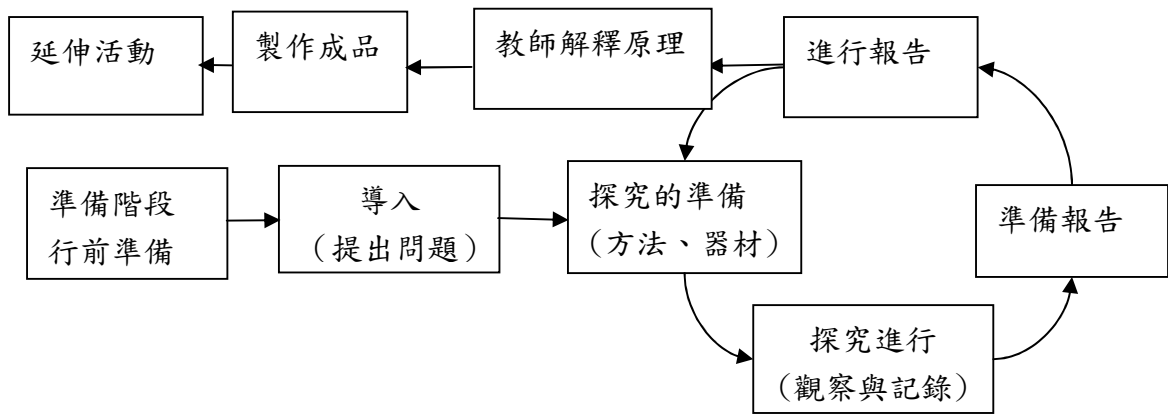 延伸活動
製作成品
教師解釋原理
進行報告
準備階段
行前準備
導入
（提出問題）
探究的準備
（方法、器材）
準備報告
探究進行
（觀察與記錄）